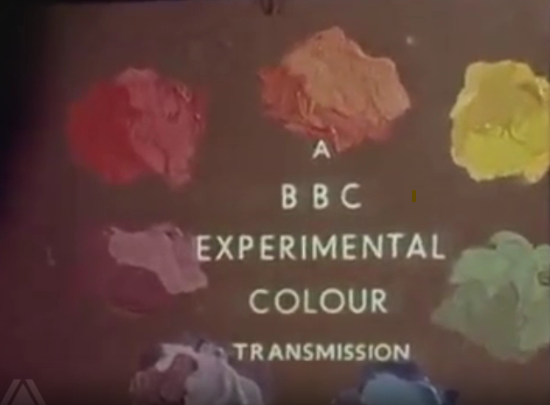 A
BBC
EXPERIMENTAL
COLOUR
TRANSMISSION